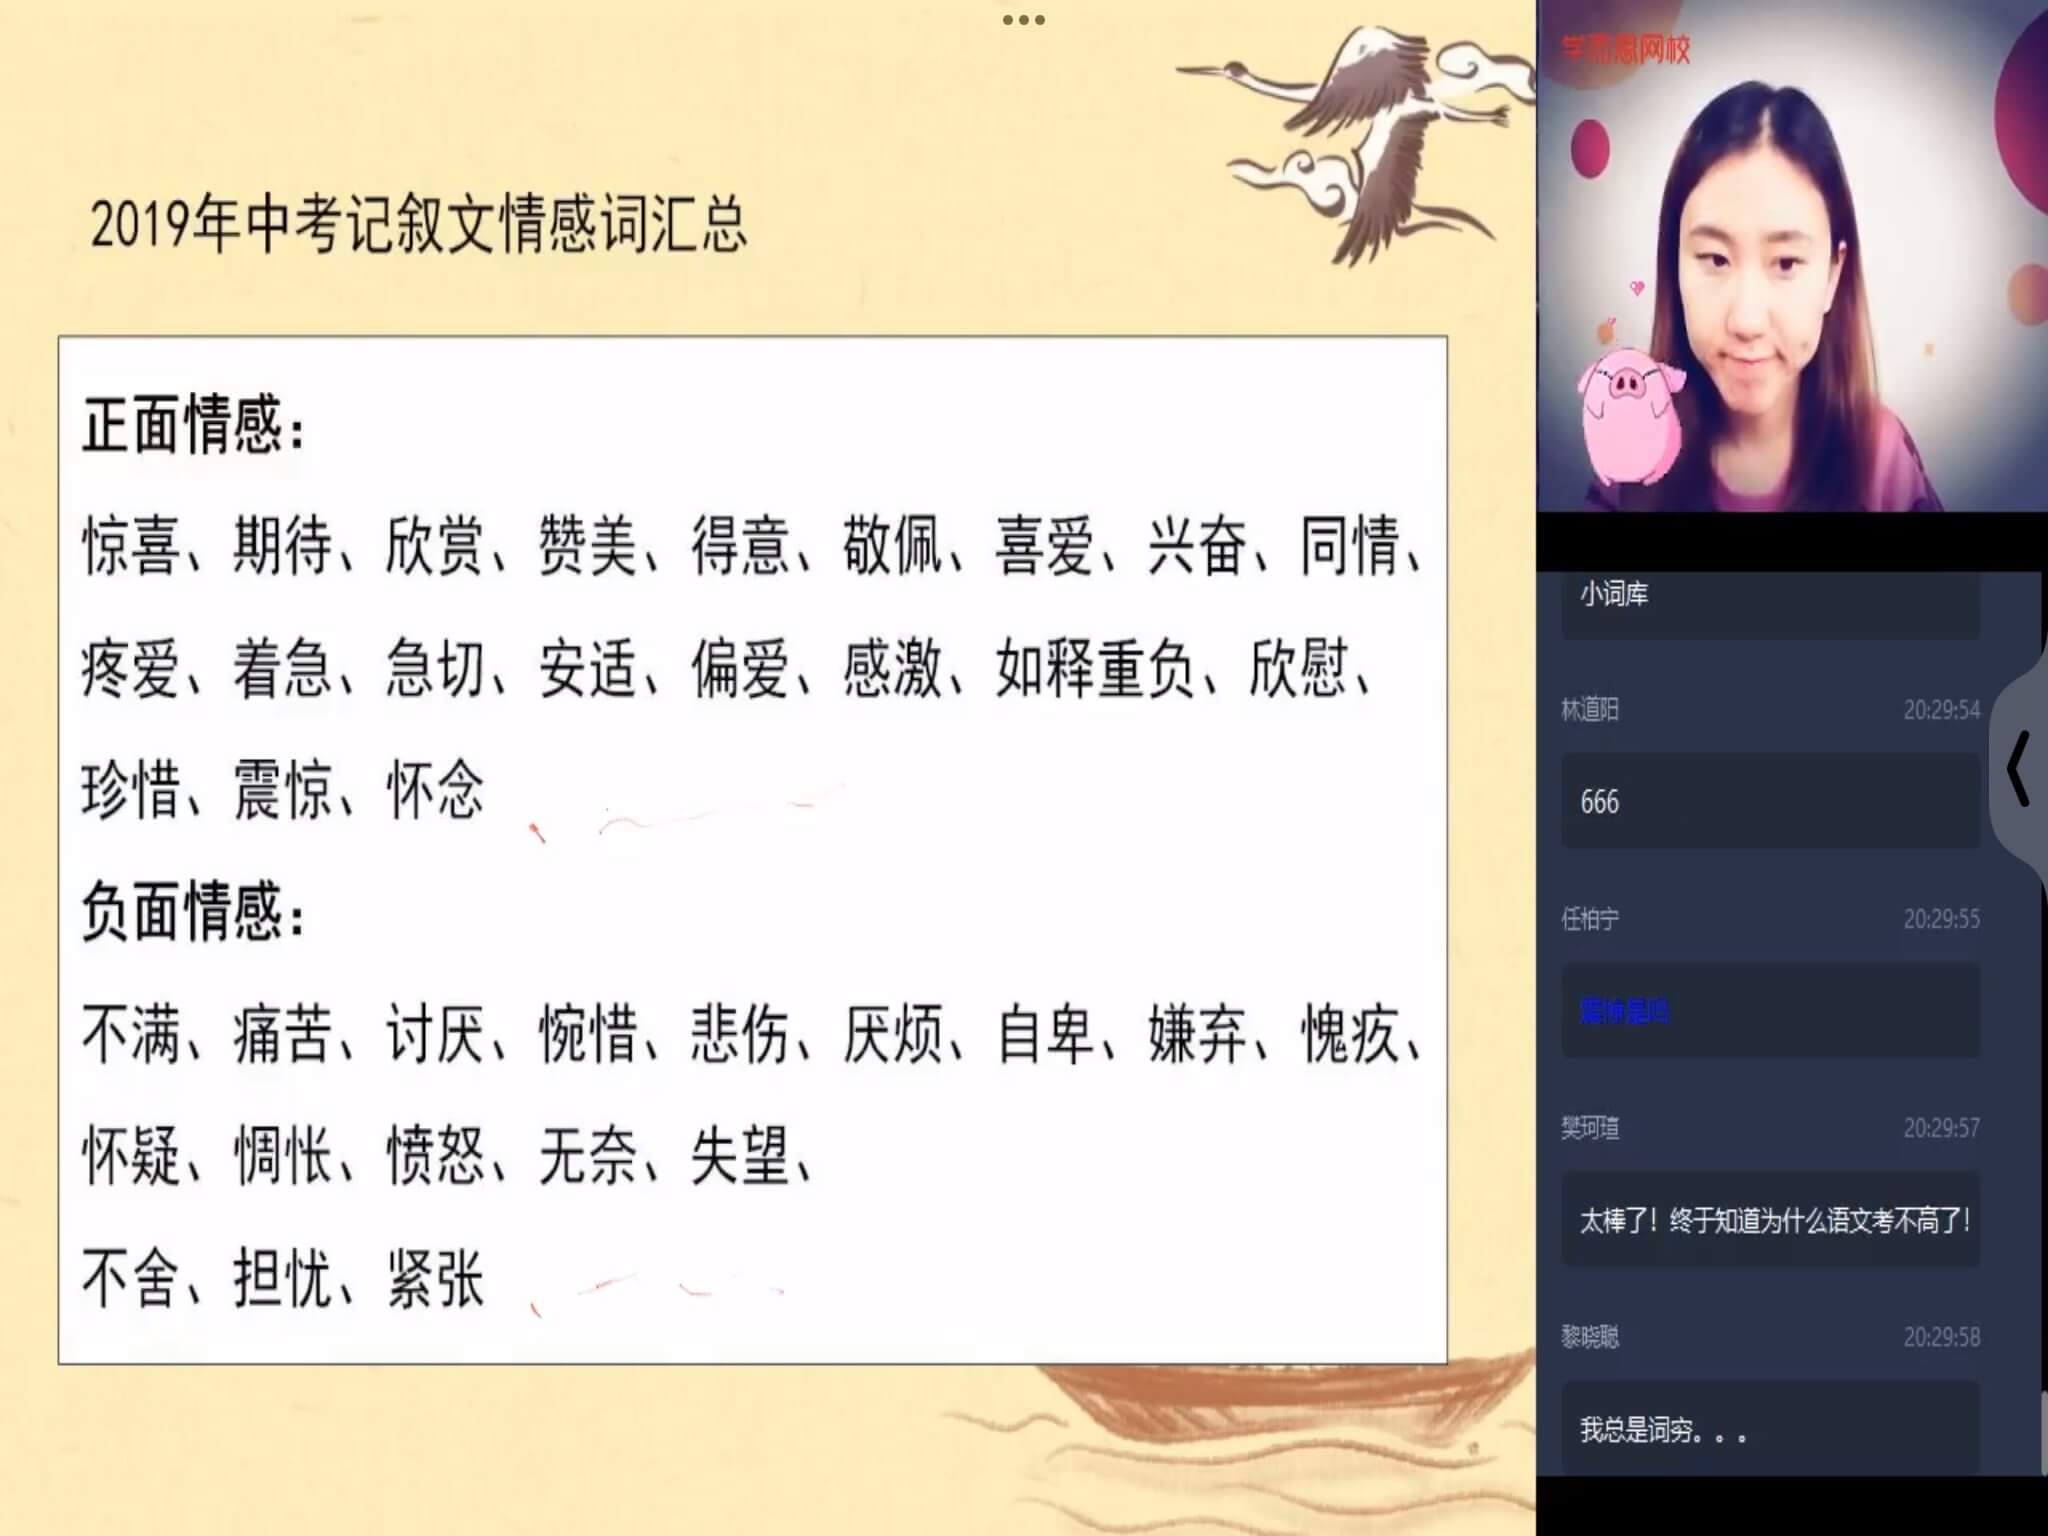 2019年中考记叙文情感词汇总
正面情感：
惊喜、期待、欣赏、赞美、得意、敬佩、喜爱、兴奋、同情、
疼爱、着急、急切、安适、偏爱、感激、如释重负、欣慰、
珍惜、震惊、怀念
负面情感：
不满、痛苦、讨厌、惋惜、悲伤、厌烦、自卑、嫌弃、愧疚、
怀疑、惆怅、愤怒、无奈、失望、
不舍、担忧、紧张
学而思网校
小词库
林道阳 20:29:54
666
任柏宁 20:29:55
震惊是吗
樊珂瑄 20:29:57
太棒了！终于知道为什么语文考不高了！
黎晓聪 20:29:58
我总是词穷。。。